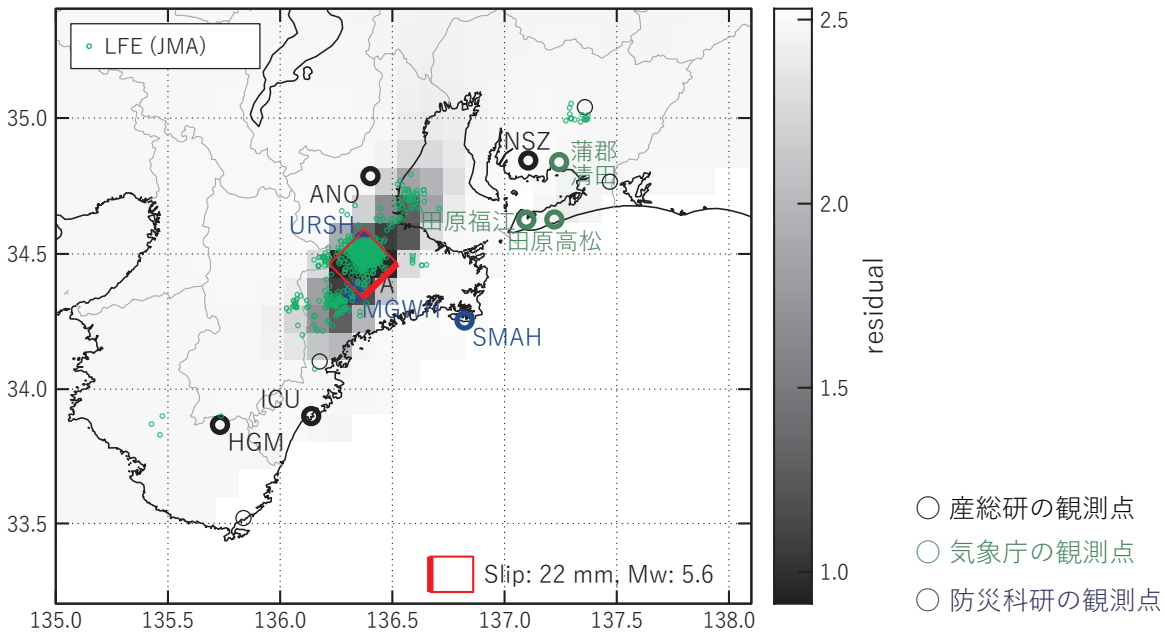 LFE (JMA)
35.0
34.5
34.0
33.5
135.0
135.5
136.0
136.5
137.0
137.5
138.0
NSZ
蒲郡
清田
ANO
URSH
田原福江
田原高松
A
MGWH
SMAH
ICU
HGM
Slip: 22 mm, Mw: 5.6
2.5
2.0
1.5
1.0
residual
産総研の観測点
気象庁の観測点
防災科研の観測点